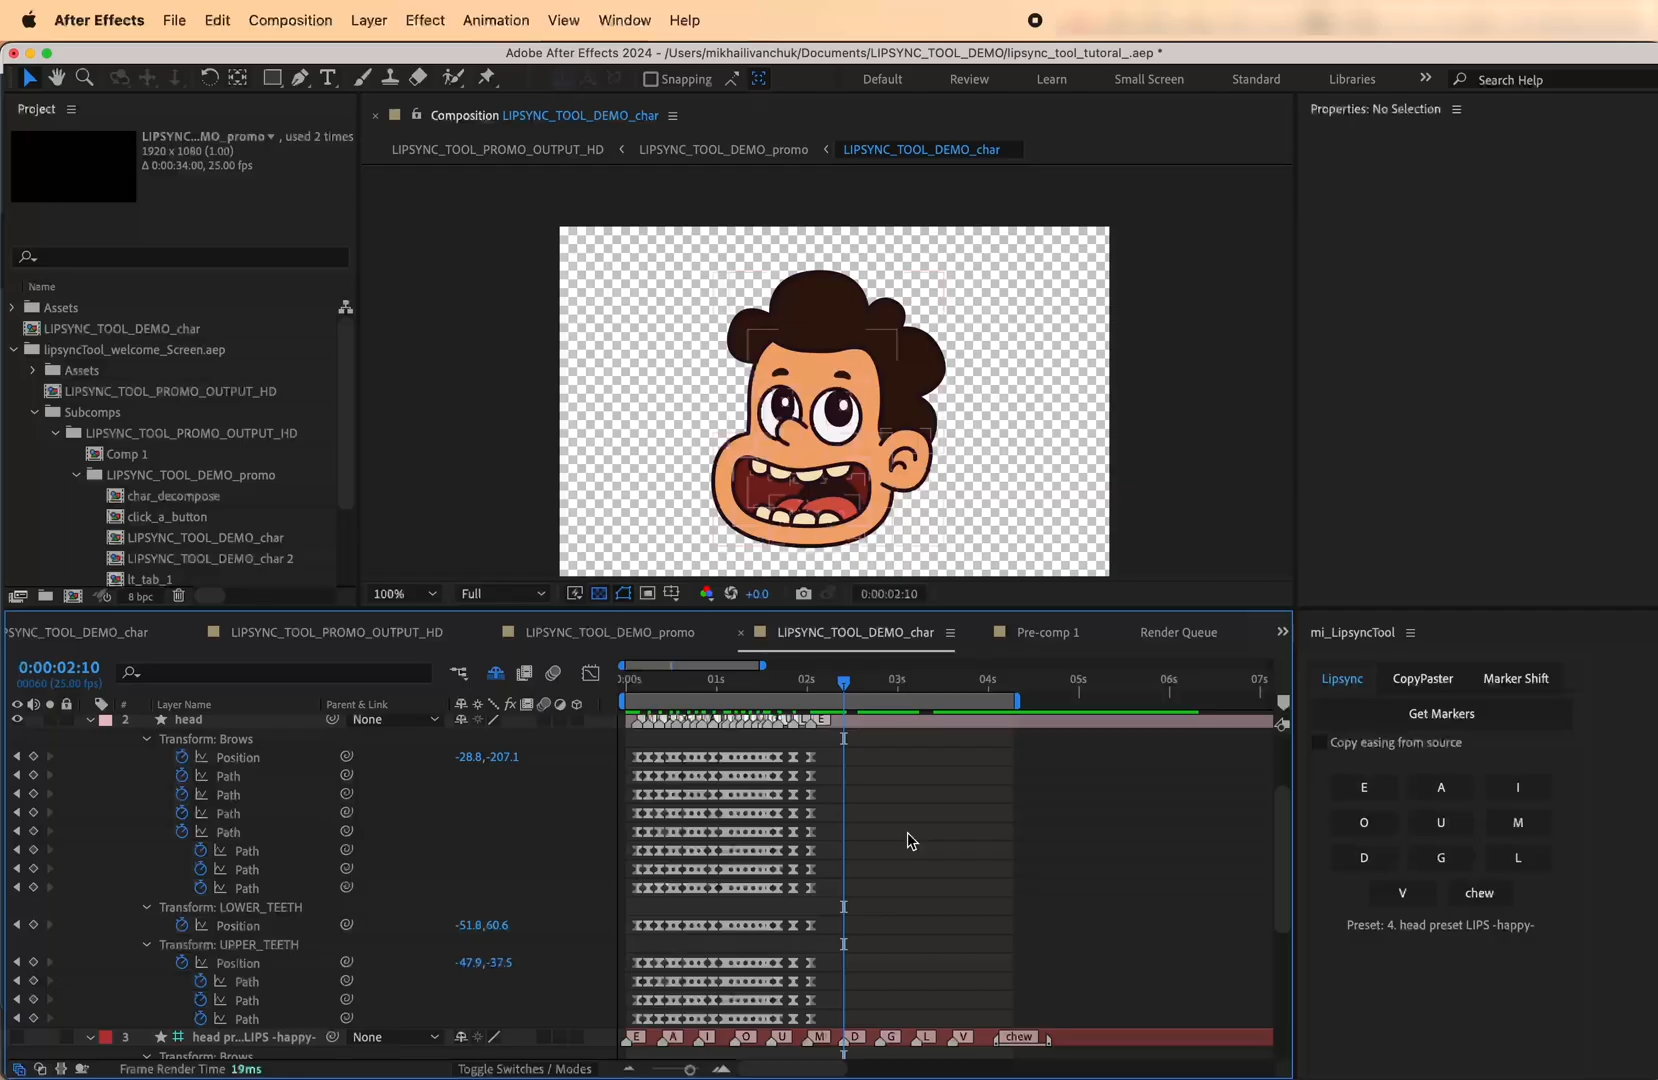 After Effects File Edit Composition Layer Effect Animation View Window Help
Adobe After Effects 2024 - /Users/mikhailivanchuk/Documents/LIPSYNC_TOOL_DEMO/lipsync_tool_tutoral_.aep *
Snapping Default Review Learn Small Screen Standard Libraries Search Help
Project
Composition LIPSYNC_TOOL_DEMO_char
Properties: No Selection
LIPSYNC...MO_promo , used 2 times
1920 x 1080 (1.00)
Δ 0:00:34.00, 25.00 fps
LIPSYNC_TOOL_PROMO_OUTPUT_HD LIPSYNC_TOOL_DEMO_promo LIPSYNC_TOOL_DEMO_char
Name
Assets
LIPSYNC_TOOL_DEMO_char
lipsyncTool_welcome_Screen.aep
Assets
LIPSYNC_TOOL_PROMO_OUTPUT_HD
Subcomps
LIPSYNC_TOOL_PROMO_OUTPUT_HD
Comp 1
LIPSYNC_TOOL_DEMO_promo
char_decompose
click_a_button
LIPSYNC_TOOL_DEMO_char
LIPSYNC_TOOL_DEMO_char 2
lt_tab_1
8 bpc
100% Full +0.0 0:00:02:10
PSYNC_TOOL_DEMO_char LIPSYNC_TOOL_PROMO_OUTPUT_HD LIPSYNC_TOOL_DEMO_promo LIPSYNC_TOOL_DEMO_char Pre-comp 1 Render Queue
mi_LipsyncTool
0:00:02:10
00060 (25.00 fps)
):00s 01s 02s 03s 04s 05s 06s 07s
# Layer Name Parent & Link
2 head None E
Transform: Brows
Position -28.8,-207.1
Path
Path
Path
Path
Path
Path
Path
Transform: LOWER_TEETH
Position -51.8,60.6
Transform: UPPER_TEETH
Position -47.9,-37.5
Path
Path
Path
3 head pr...LIPS -happy- None E A I O U M D G L V chew
Transform: Brows
Frame Render Time 19ms Toggle Switches / Modes
Lipsync CopyPaster Marker Shift
Get Markers
Copy easing from source
E A I
O U M
D G L
V chew
Preset: 4. head preset LIPS -happy-